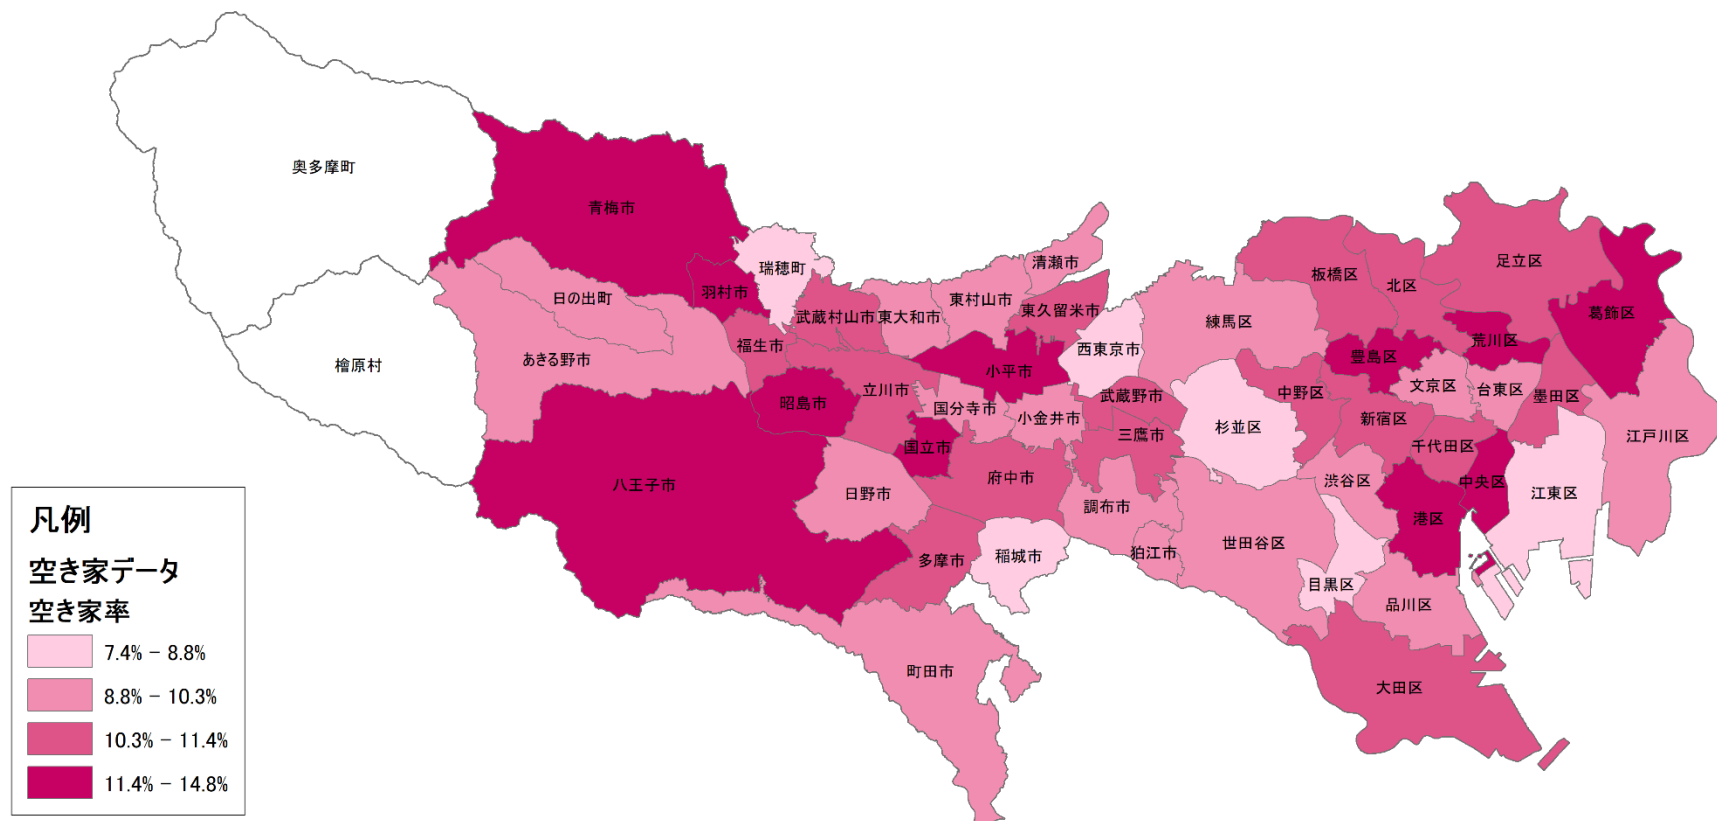 奥多摩町
檜原村
青梅市
瑞穂町
羽村市
日の出町
あきる野市
福生市
武蔵村山市
東大和市
東村山市
清瀬市
東久留米市
西東京市
小平市
立川市
昭島市
国分寺市
小金井市
武蔵野市
三鷹市
国立市
府中市
八王子市
日野市
多摩市
稲城市
調布市
狛江市
町田市
練馬区
板橋区
北区
足立区
葛飾区
荒川区
豊島区
文京区
台東区
墨田区
江戸川区
中野区
杉並区
新宿区
千代田区
中央区
江東区
渋谷区
港区
世田谷区
目黒区
品川区
大田区
凡例
空き家データ
空き家率
7.4% - 8.8%
8.8% - 10.3%
10.3% - 11.4%
11.4% - 14.8%